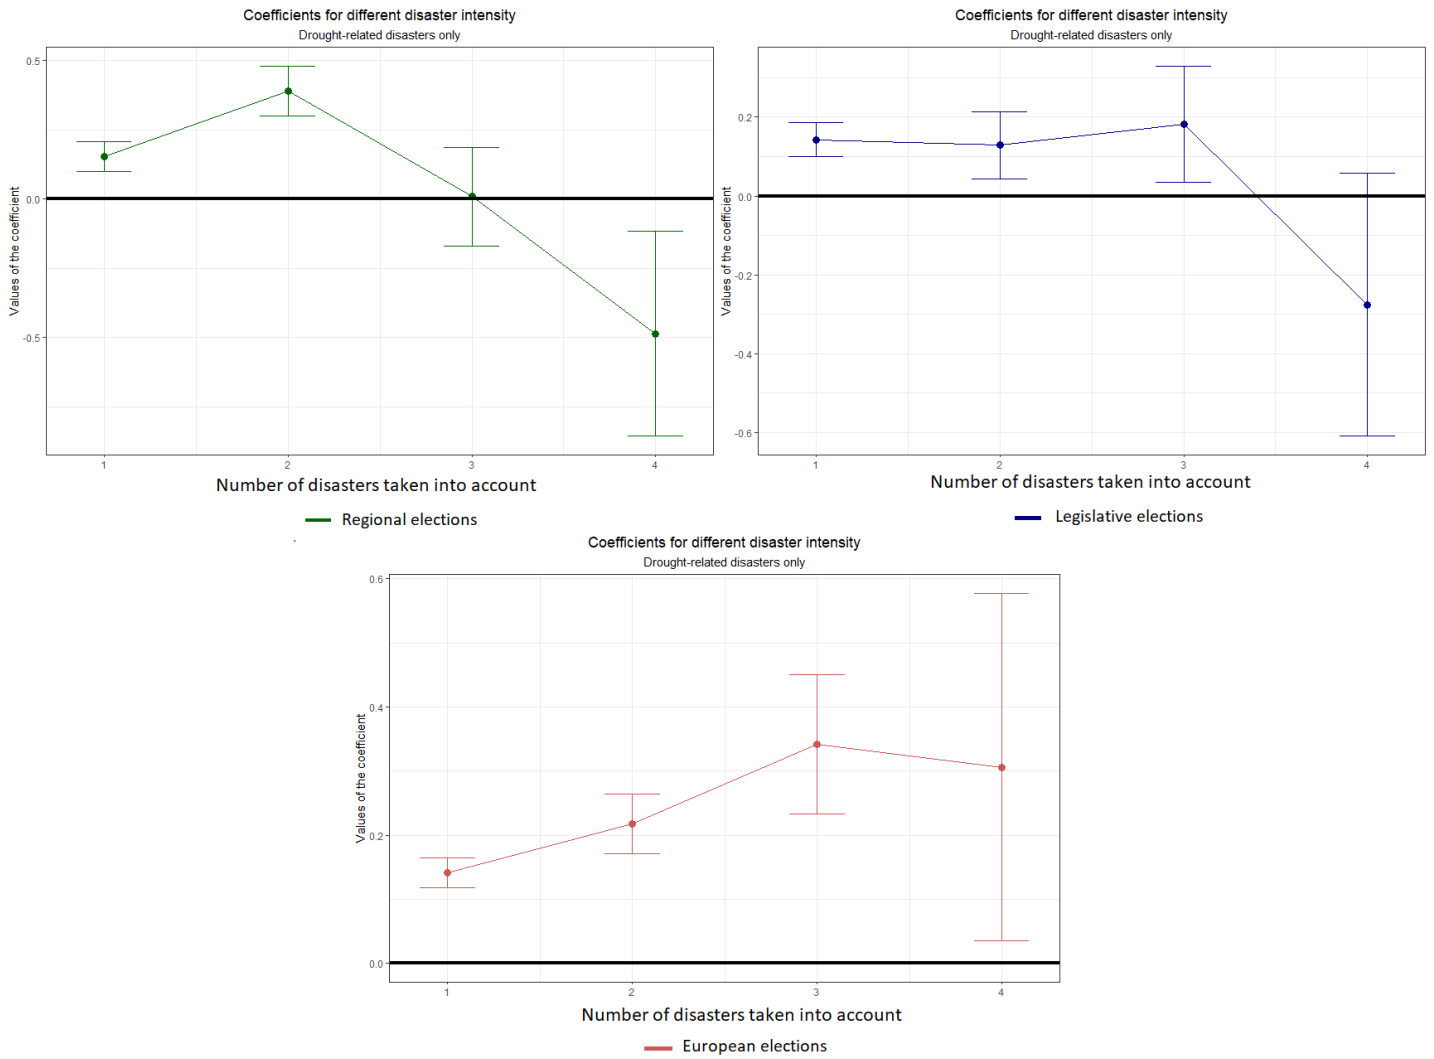 Coefficients for different disaster intensity
Drought-related disasters only
Values of the coefficient
0.5
0.0
-0.5
1 2 3 4
Number of disasters taken into account
Regional elections
Coefficients for different disaster intensity
Drought-related disasters only
Values of the coefficient
0.2
0.0
-0.2
-0.4
-0.6
1 2 3 4
Number of disasters taken into account
Legislative elections
Coefficients for different disaster intensity
Drought-related disasters only
Values of the coefficient
0.6
0.4
0.2
0.0
1 2 3 4
Number of disasters taken into account
European elections